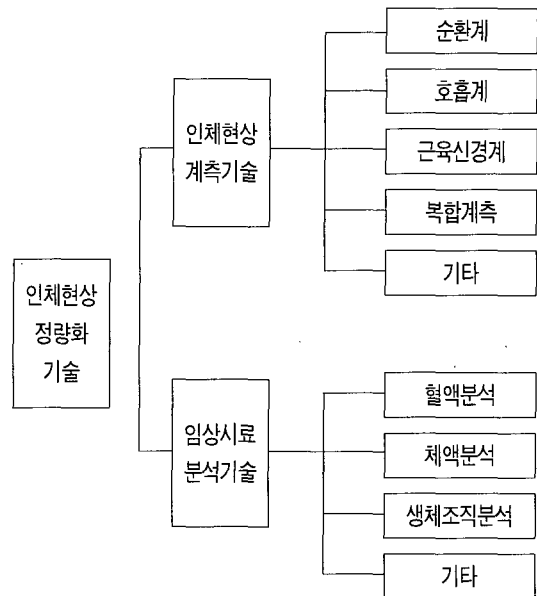 인체현상
정량화
기술
인체현상
계측기술
순환계
호흡계
근육신경계
복합계측
기타
임상시료
분석기술
혈액분석
체액분석
생체조직분석
기타